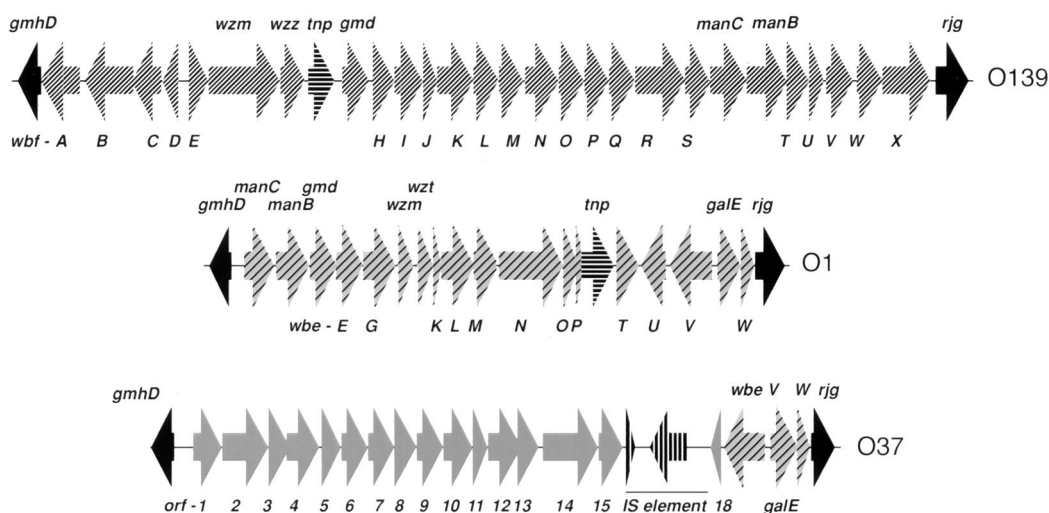 gmhD wzm wzz tnp gmd manC manB rjg
O139
wbf - A B C D E H I J K L M N O P Q R S T U V W X
manC gmd wzt
gmhD manB wzm tnp galE rjg
O1
wbe - E G K L M N O P T U V W
gmhD wbe V W rjg
O37
orf - 1 2 3 4 5 6 7 8 9 10 11 12 13 14 15 IS element 18 galE